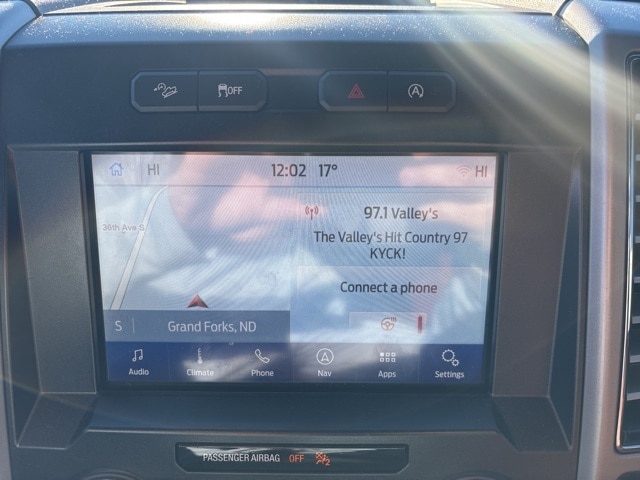 OFF
A
HI 12:02 17° HI
97.1 Valley's
36th Ave S
The Valley's Hit Country 97
KYCK!
Connect a phone
S Grand Forks, ND
Audio Climate Phone Nav Apps Settings
PASSENGER AIRBAG OFF 2